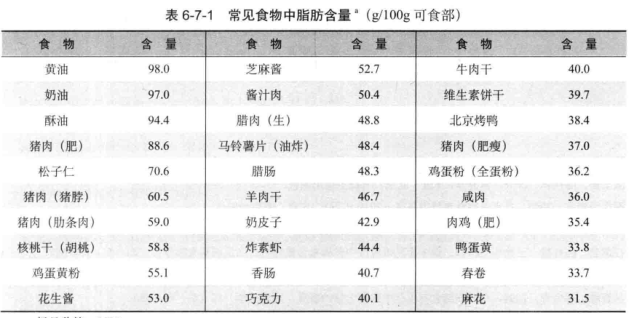 表 6-7-1 常见食物中脂肪含量 a（g/100g 可食部）
食 物 含 量 食 物 含 量 食 物 含 量
黄油 98.0 芝麻酱 52.7 牛肉干 40.0
奶油 97.0 酱汁肉 50.4 维生素饼干 39.7
酥油 94.4 腊肉（生） 48.8 北京烤鸭 38.4
猪肉（肥） 88.6 马铃薯片（油炸） 48.4 猪肉（肥瘦） 37.0
松子仁 70.6 腊肠 48.3 鸡蛋粉（全蛋粉） 36.2
猪肉（猪脖） 60.5 羊肉干 46.7 咸肉 36.0
猪肉（肋条肉） 59.0 奶皮子 42.9 肉鸡（肥） 35.4
核桃干（胡桃） 58.8 炸素虾 44.4 鸭蛋黄 33.8
鸡蛋黄粉 55.1 香肠 40.7 春卷 33.7
花生酱 53.0 巧克力 40.1 麻花 31.5